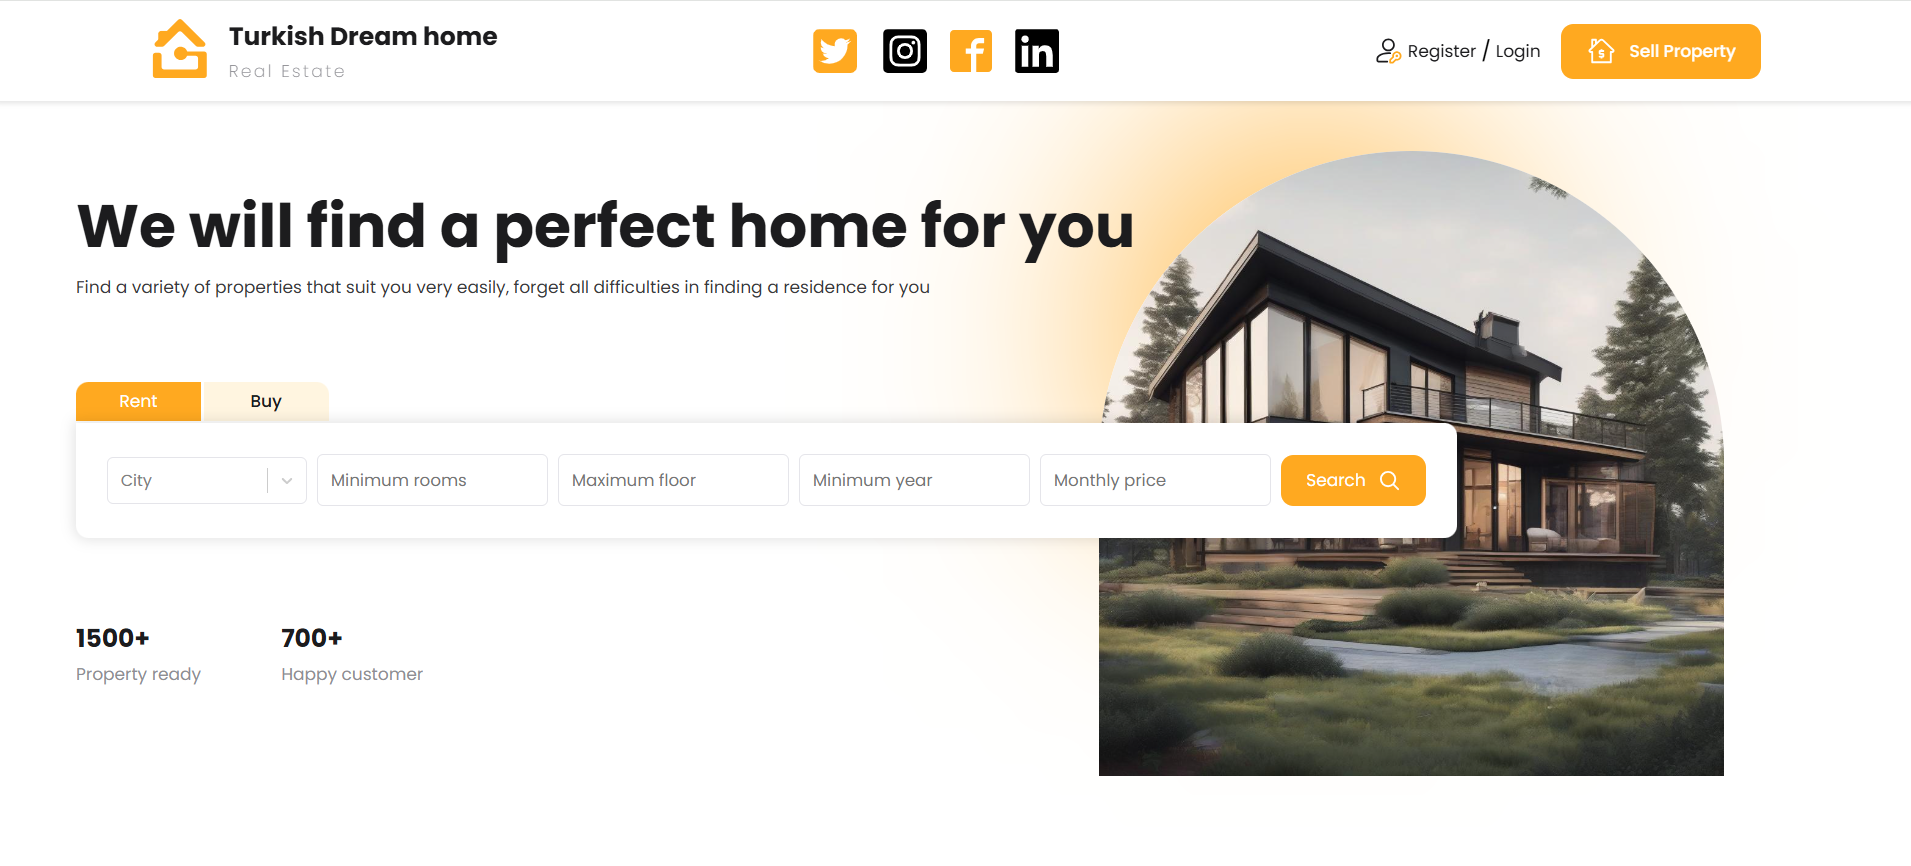 Turkish Dream home
Real Estate
Register / Login
Sell Property
We will find a perfect home for you
Find a variety of properties that suit you very easily, forget all difficulties in finding a residence for you
Rent
Buy
City
Minimum rooms
Maximum floor
Minimum year
Monthly price
Search
1500+
700+
Property ready
Happy customer